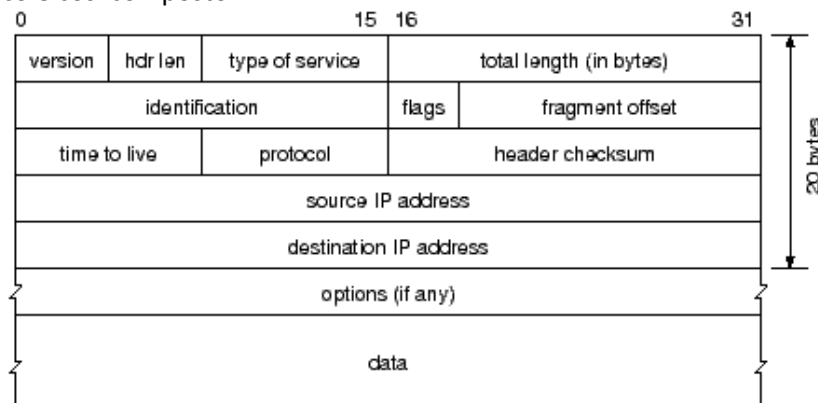 0 15 16 31
version hdr len type of service total length (in bytes)
identification flags fragment offset
time to live protocol header checksum
source IP address
destination IP address
20 bytes
options (if any)
data